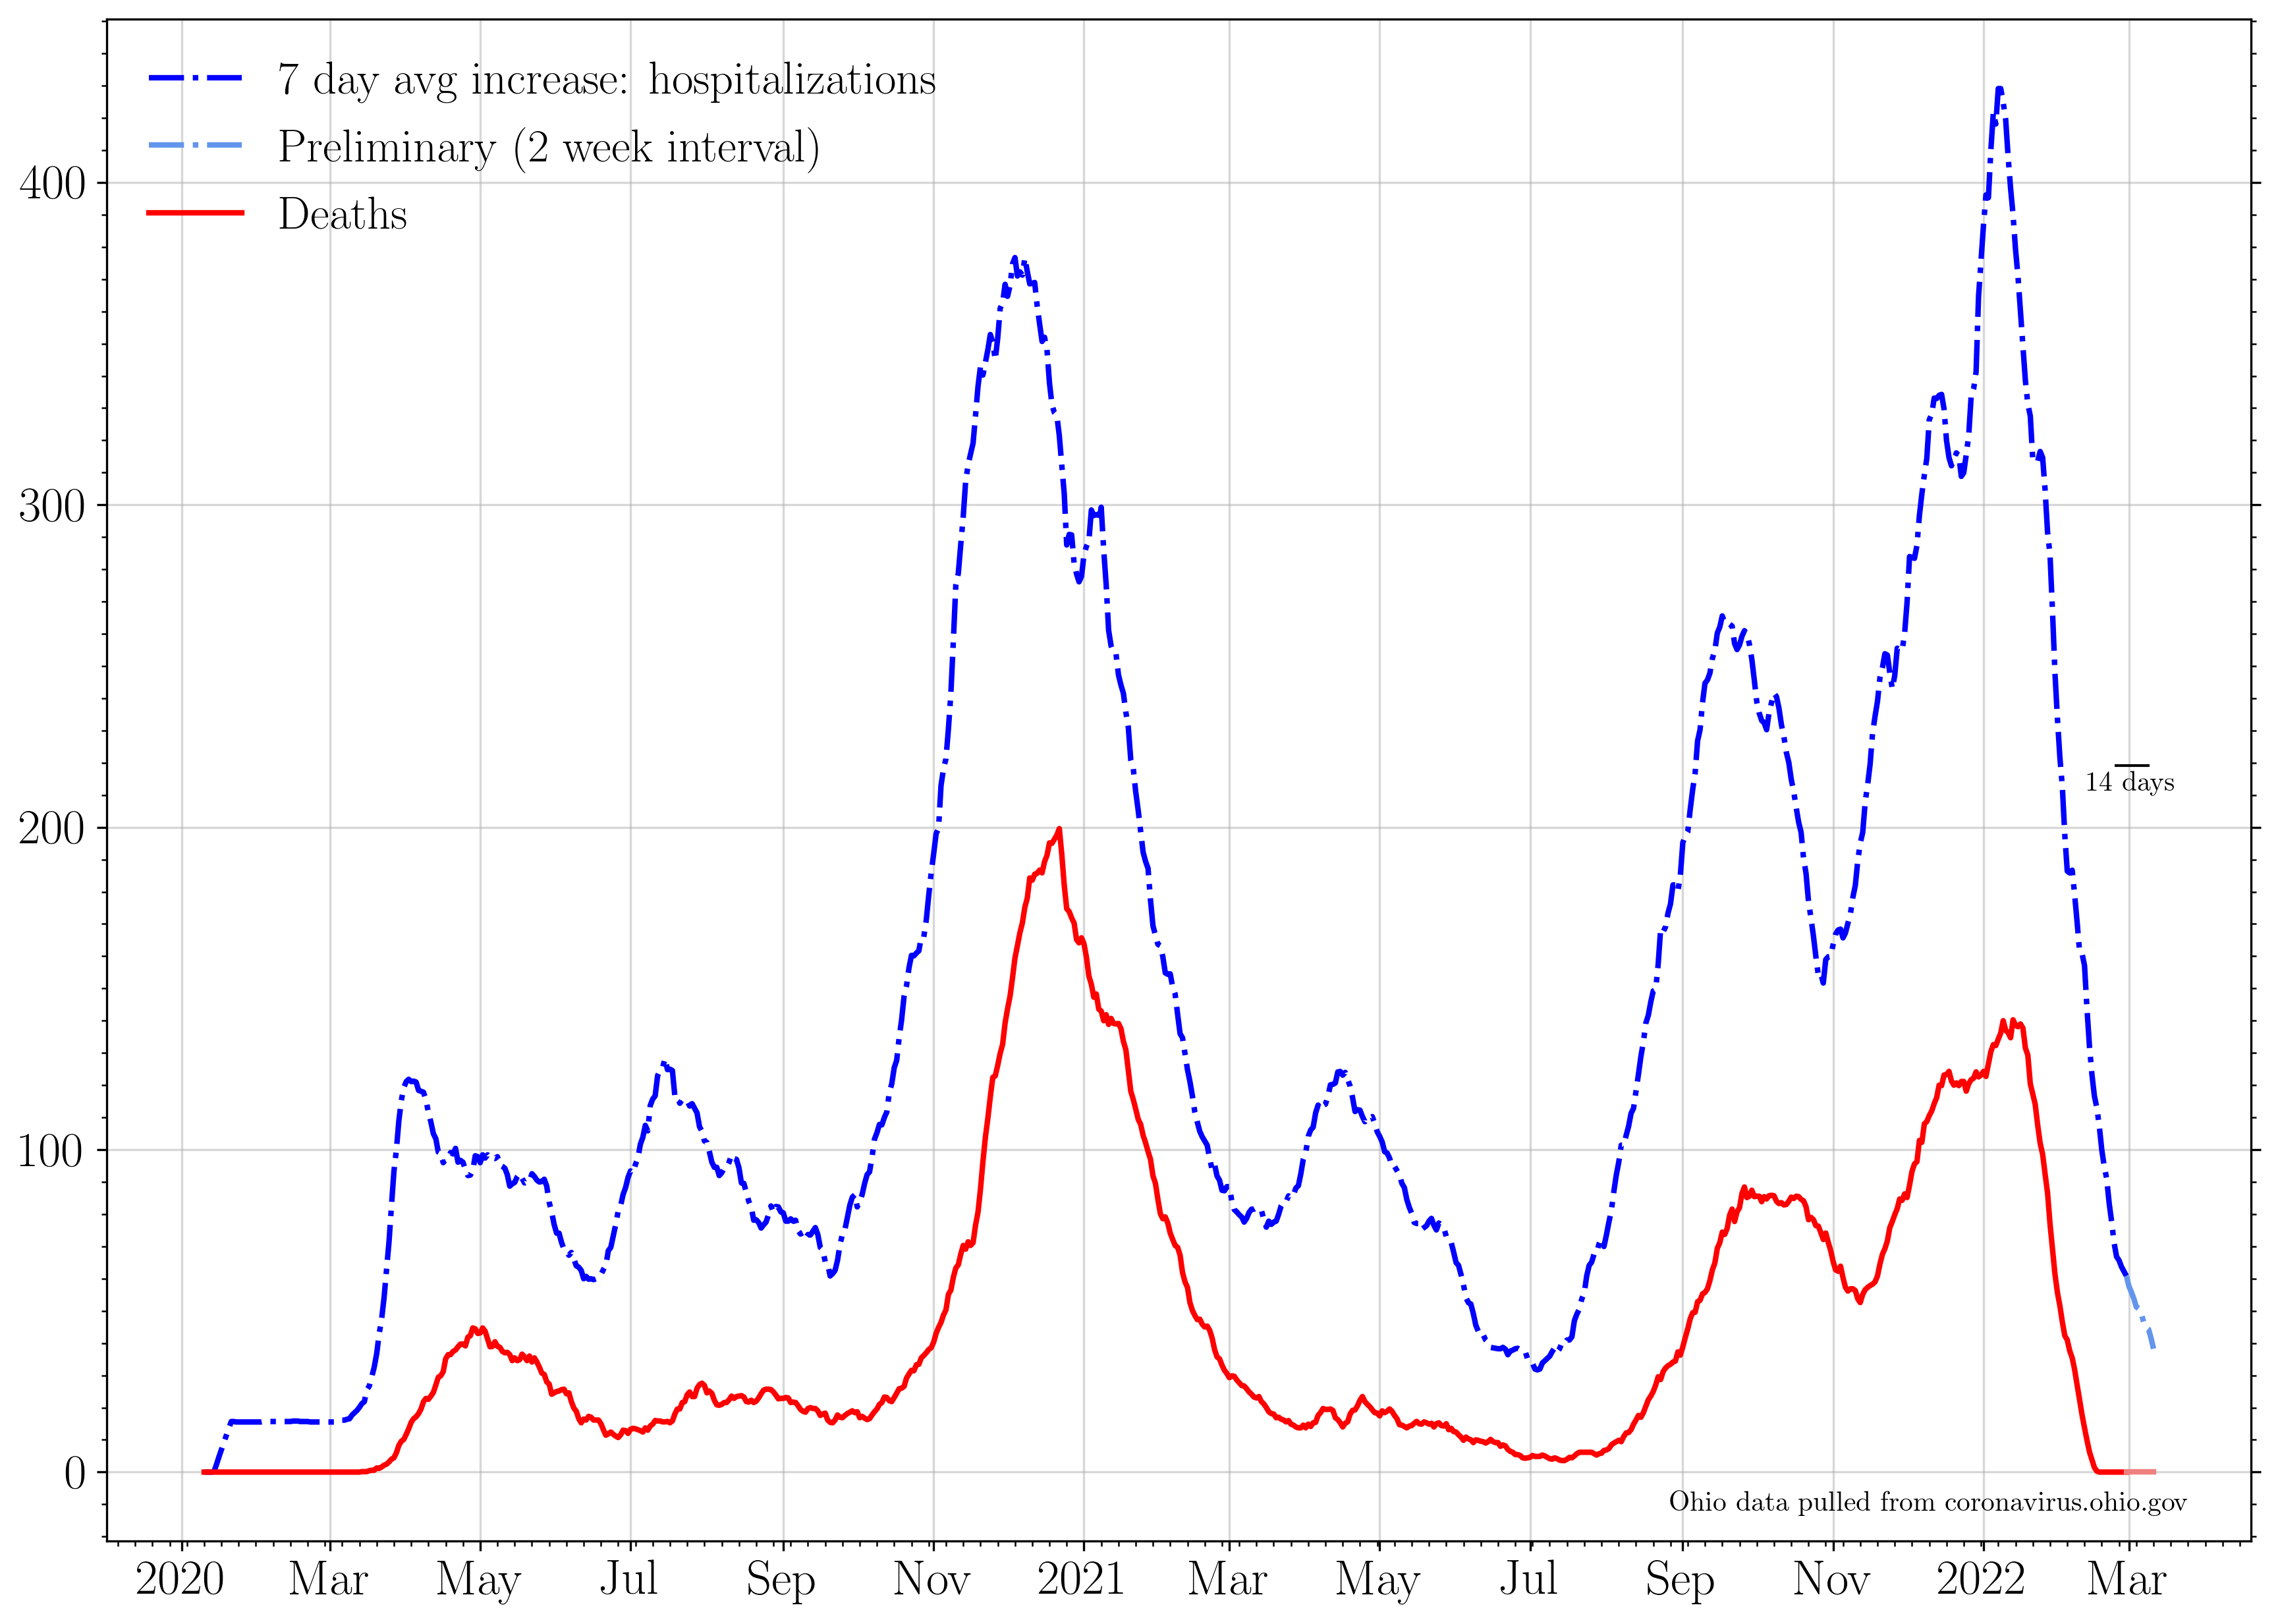 7 day avg increase: hospitalizations
Preliminary (2 week interval)
Deaths
400
300
200
100
0
14 days
Ohio data pulled from coronavirus.ohio.gov
2020 Mar May Jul Sep Nov 2021 Mar May Jul Sep Nov 2022 Mar